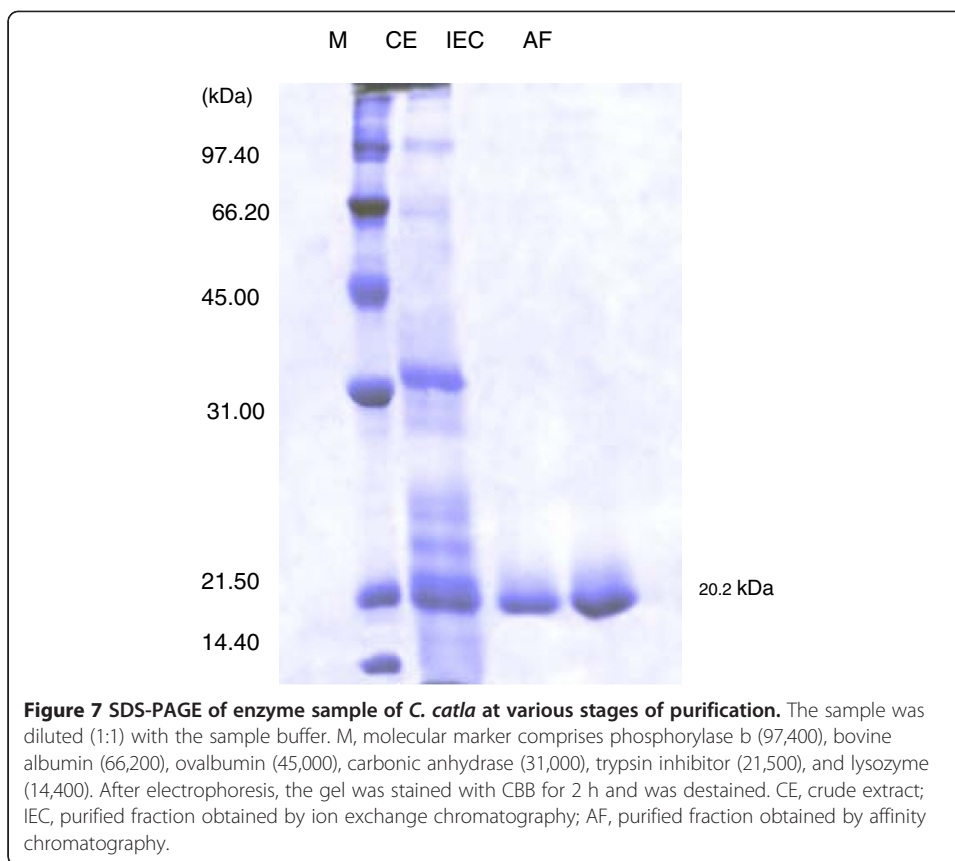 M CE IEC AF
(kDa)
97.40
66.20
45.00
31.00
21.50
20.2 kDa
14.40
Figure 7 SDS-PAGE of enzyme sample of C. catla at various stages of purification. The sample was
diluted (1:1) with the sample buffer. M, molecular marker comprises phosphorylase b (97,400), bovine
albumin (66,200), ovalbumin (45,000), carbonic anhydrase (31,000), trypsin inhibitor (21,500), and lysozyme
(14,400). After electrophoresis, the gel was stained with CBB for 2 h and was destained. CE, crude extract;
IEC, purified fraction obtained by ion exchange chromatography; AF, purified fraction obtained by affinity
chromatography.